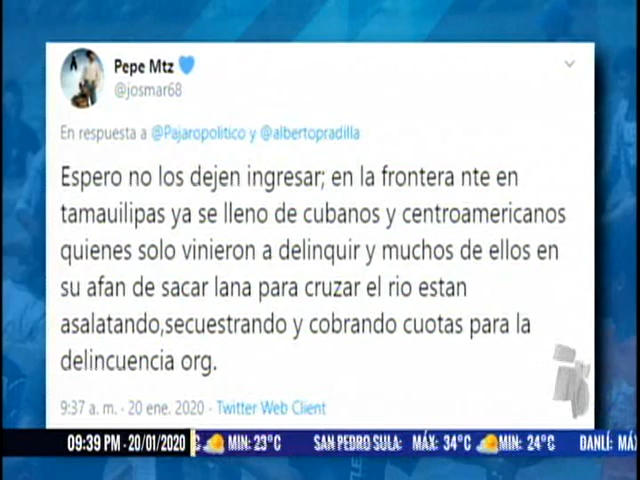 Pepe Mtz
@josmar68
En respuesta a @Pajaropolitico y @albertopradilla
Espero no los dejen ingresar; en la frontera nte en
tamaulipas ya se lleno de cubanos y centroamericanos
quienes solo vinieron a delinquir y muchos de ellos en
su afan de sacar lana para cruzar el rio estan
asalatando,secuestrando y cobrando cuotas para la
delincuencia org.
9:37 a. m. · 20 ene. 2020 · Twitter Web Client
09:39 PM - 20/01/2020 C MIN: 23°C SAN PEDRO SULA: MÁX: 34°C MIN: 24°C DANLÍ: MÁX